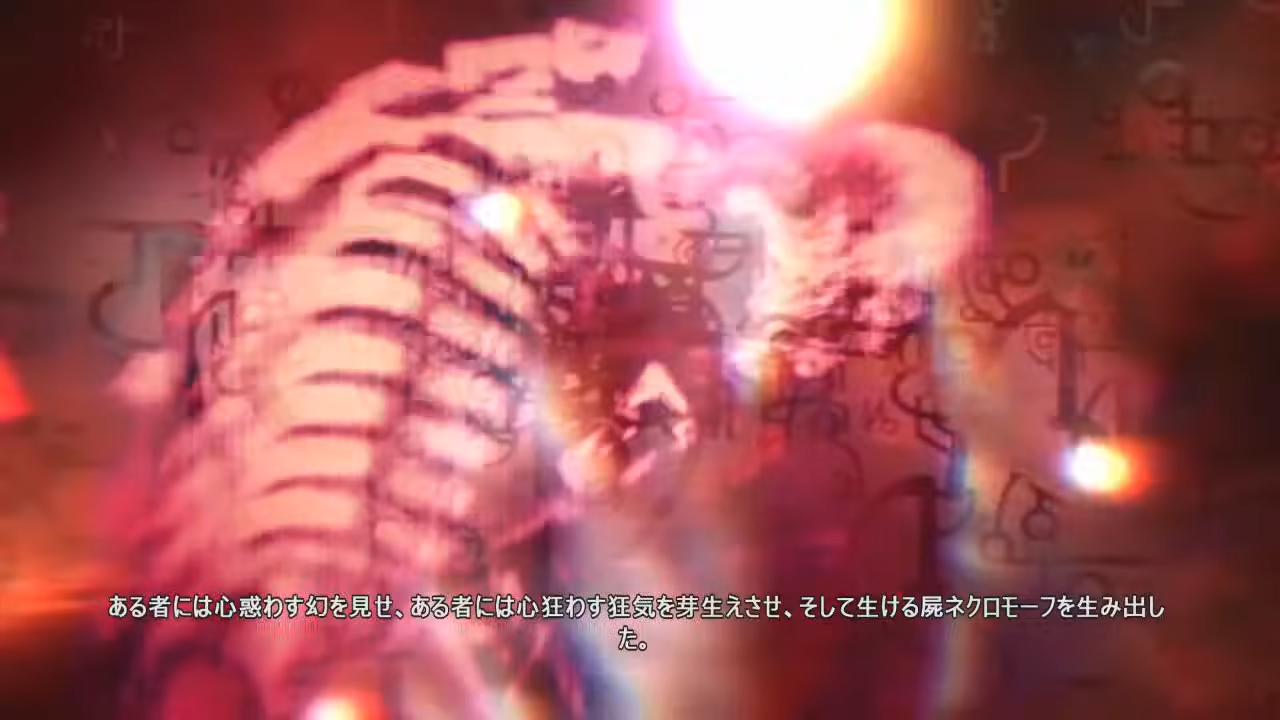 ある者には心惑わす幻を見せ、ある者には心狂わす狂気を芽生えさせ、そして生ける屍ネクロモーフを生み出し
た。